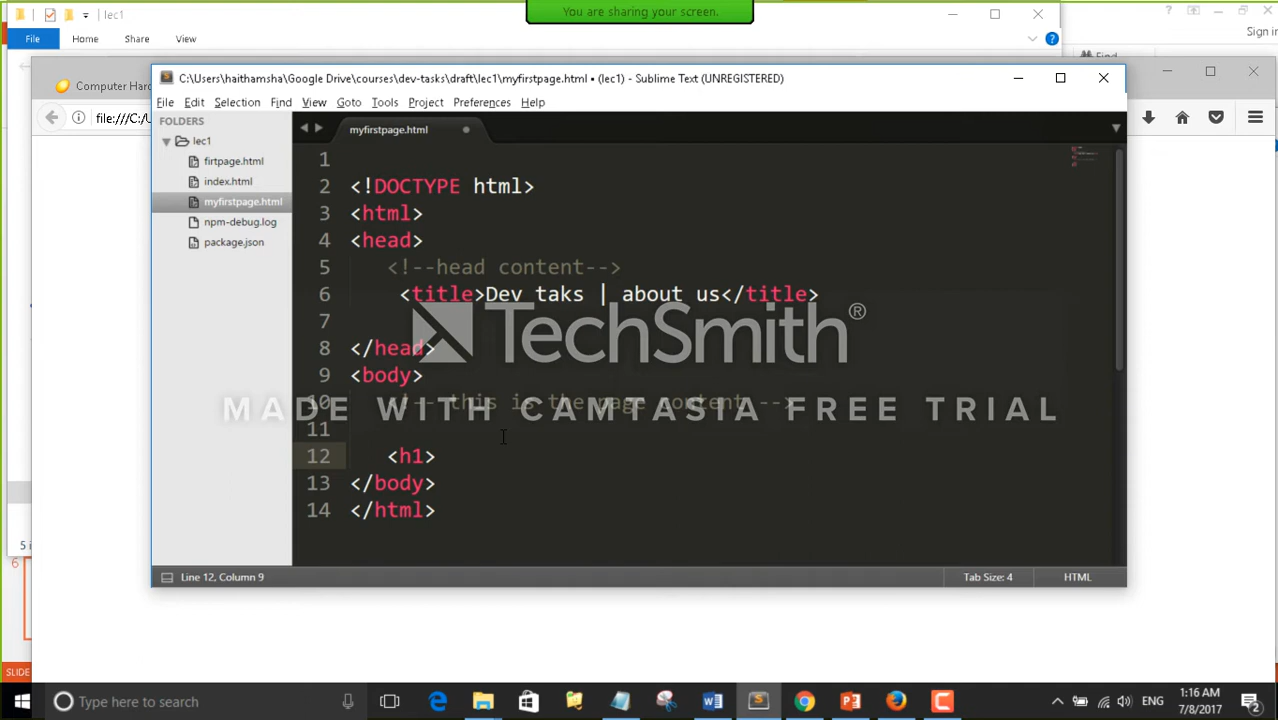 You are sharing your screen.
lec1
Sign in
File Home Share View
Find
Computer Hard
file:///C:/U
C:\Users\haithamsha\Google Drive\courses\dev-tasks\draft\lec1\myfirstpage.html • (lec1) - Sublime Text (UNREGISTERED)
File Edit Selection Find View Goto Tools Project Preferences Help
FOLDERS
lec1
firtpage.html
index.html
myfirstpage.html
npm-debug.log
package.json
myfirstpage.html
1
2 <!DOCTYPE html>
3 <html>
4 <head>
5 <!--head content-->
6 <title>Dev taks | about us</title>
7
8 </head>
9 <body>
10 <!-- this is the page content -->
11
12 <h1>
13 </body>
14 </html>
TechSmith®
MADE WITH CAMTASIA FREE TRIAL
Line 12, Column 9
Tab Size: 4
HTML
5 i
6
SLIDE
Type here to search
ENG
1:16 AM
7/8/2017
2